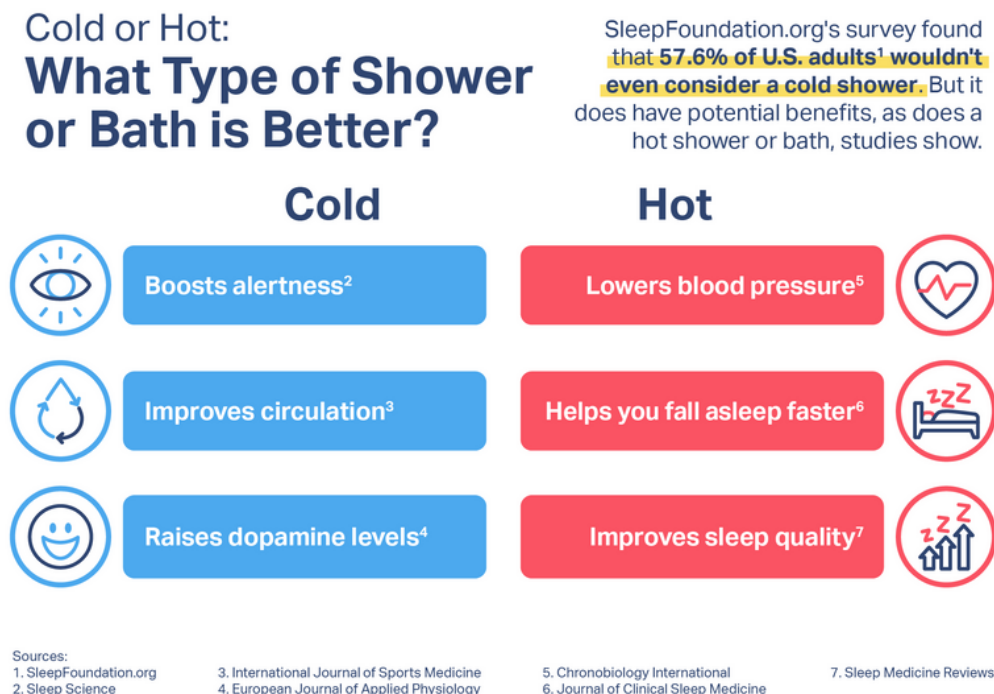 Cold or Hot:
What Type of Shower
or Bath is Better?
SleepFoundation.org's survey found
that 57.6% of U.S. adults¹ wouldn't
even consider a cold shower. But it
does have potential benefits, as does a
hot shower or bath, studies show.
Cold
Hot
Boosts alertness²
Lowers blood pressure⁵
Improves circulation³
Helps you fall asleep faster⁶
zzz
Raises dopamine levels⁴
Improves sleep quality⁷
z z z
Sources:
1. SleepFoundation.org
2. Sleep Science
3. International Journal of Sports Medicine
4. European Journal of Applied Physiology
5. Chronobiology International
6. Journal of Clinical Sleep Medicine
7. Sleep Medicine Reviews